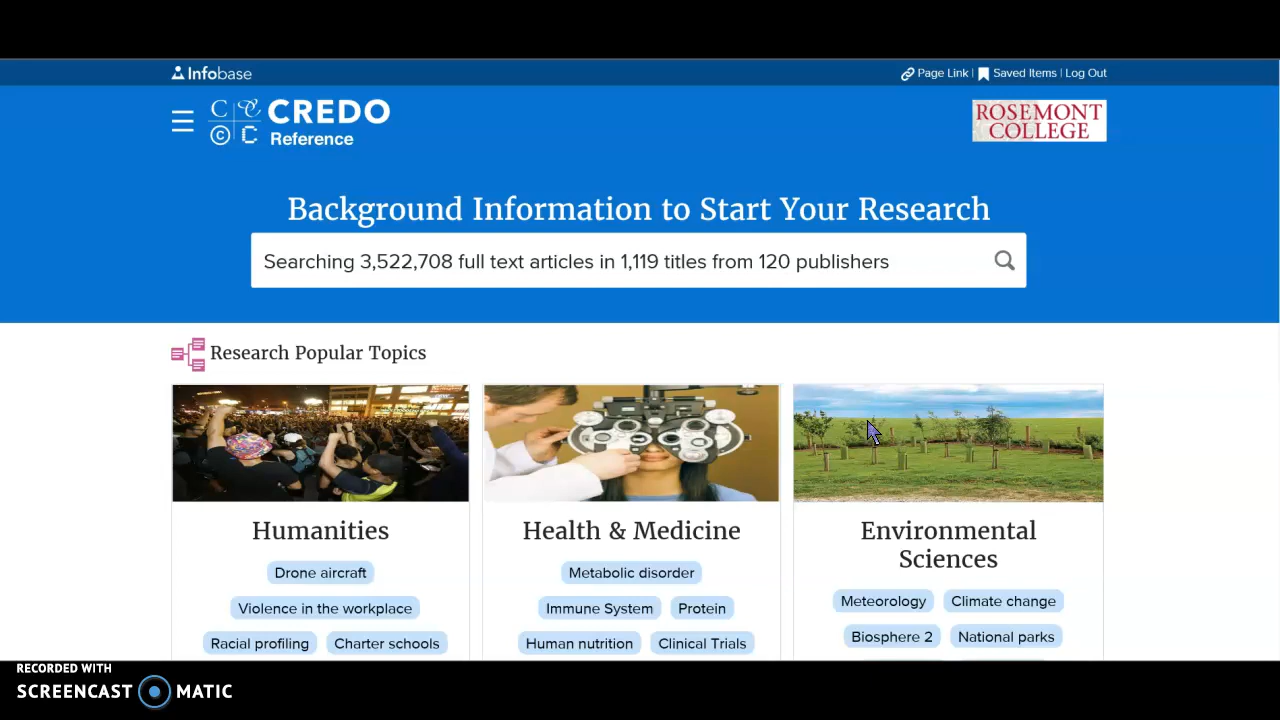 Infobase
Page Link | Saved Items | Log Out
CREDO
Reference
ROSEMONT
COLLEGE
Background Information to Start Your Research
Searching 3,522,708 full text articles in 1,119 titles from 120 publishers
Research Popular Topics
Humanities
Drone aircraft
Violence in the workplace
Racial profiling Charter schools
Health & Medicine
Metabolic disorder
Immune System Protein
Human nutrition Clinical Trials
Environmental
Sciences
Meteorology Climate change
Biosphere 2 National parks
RECORDED WITH
SCREENCAST MATIC